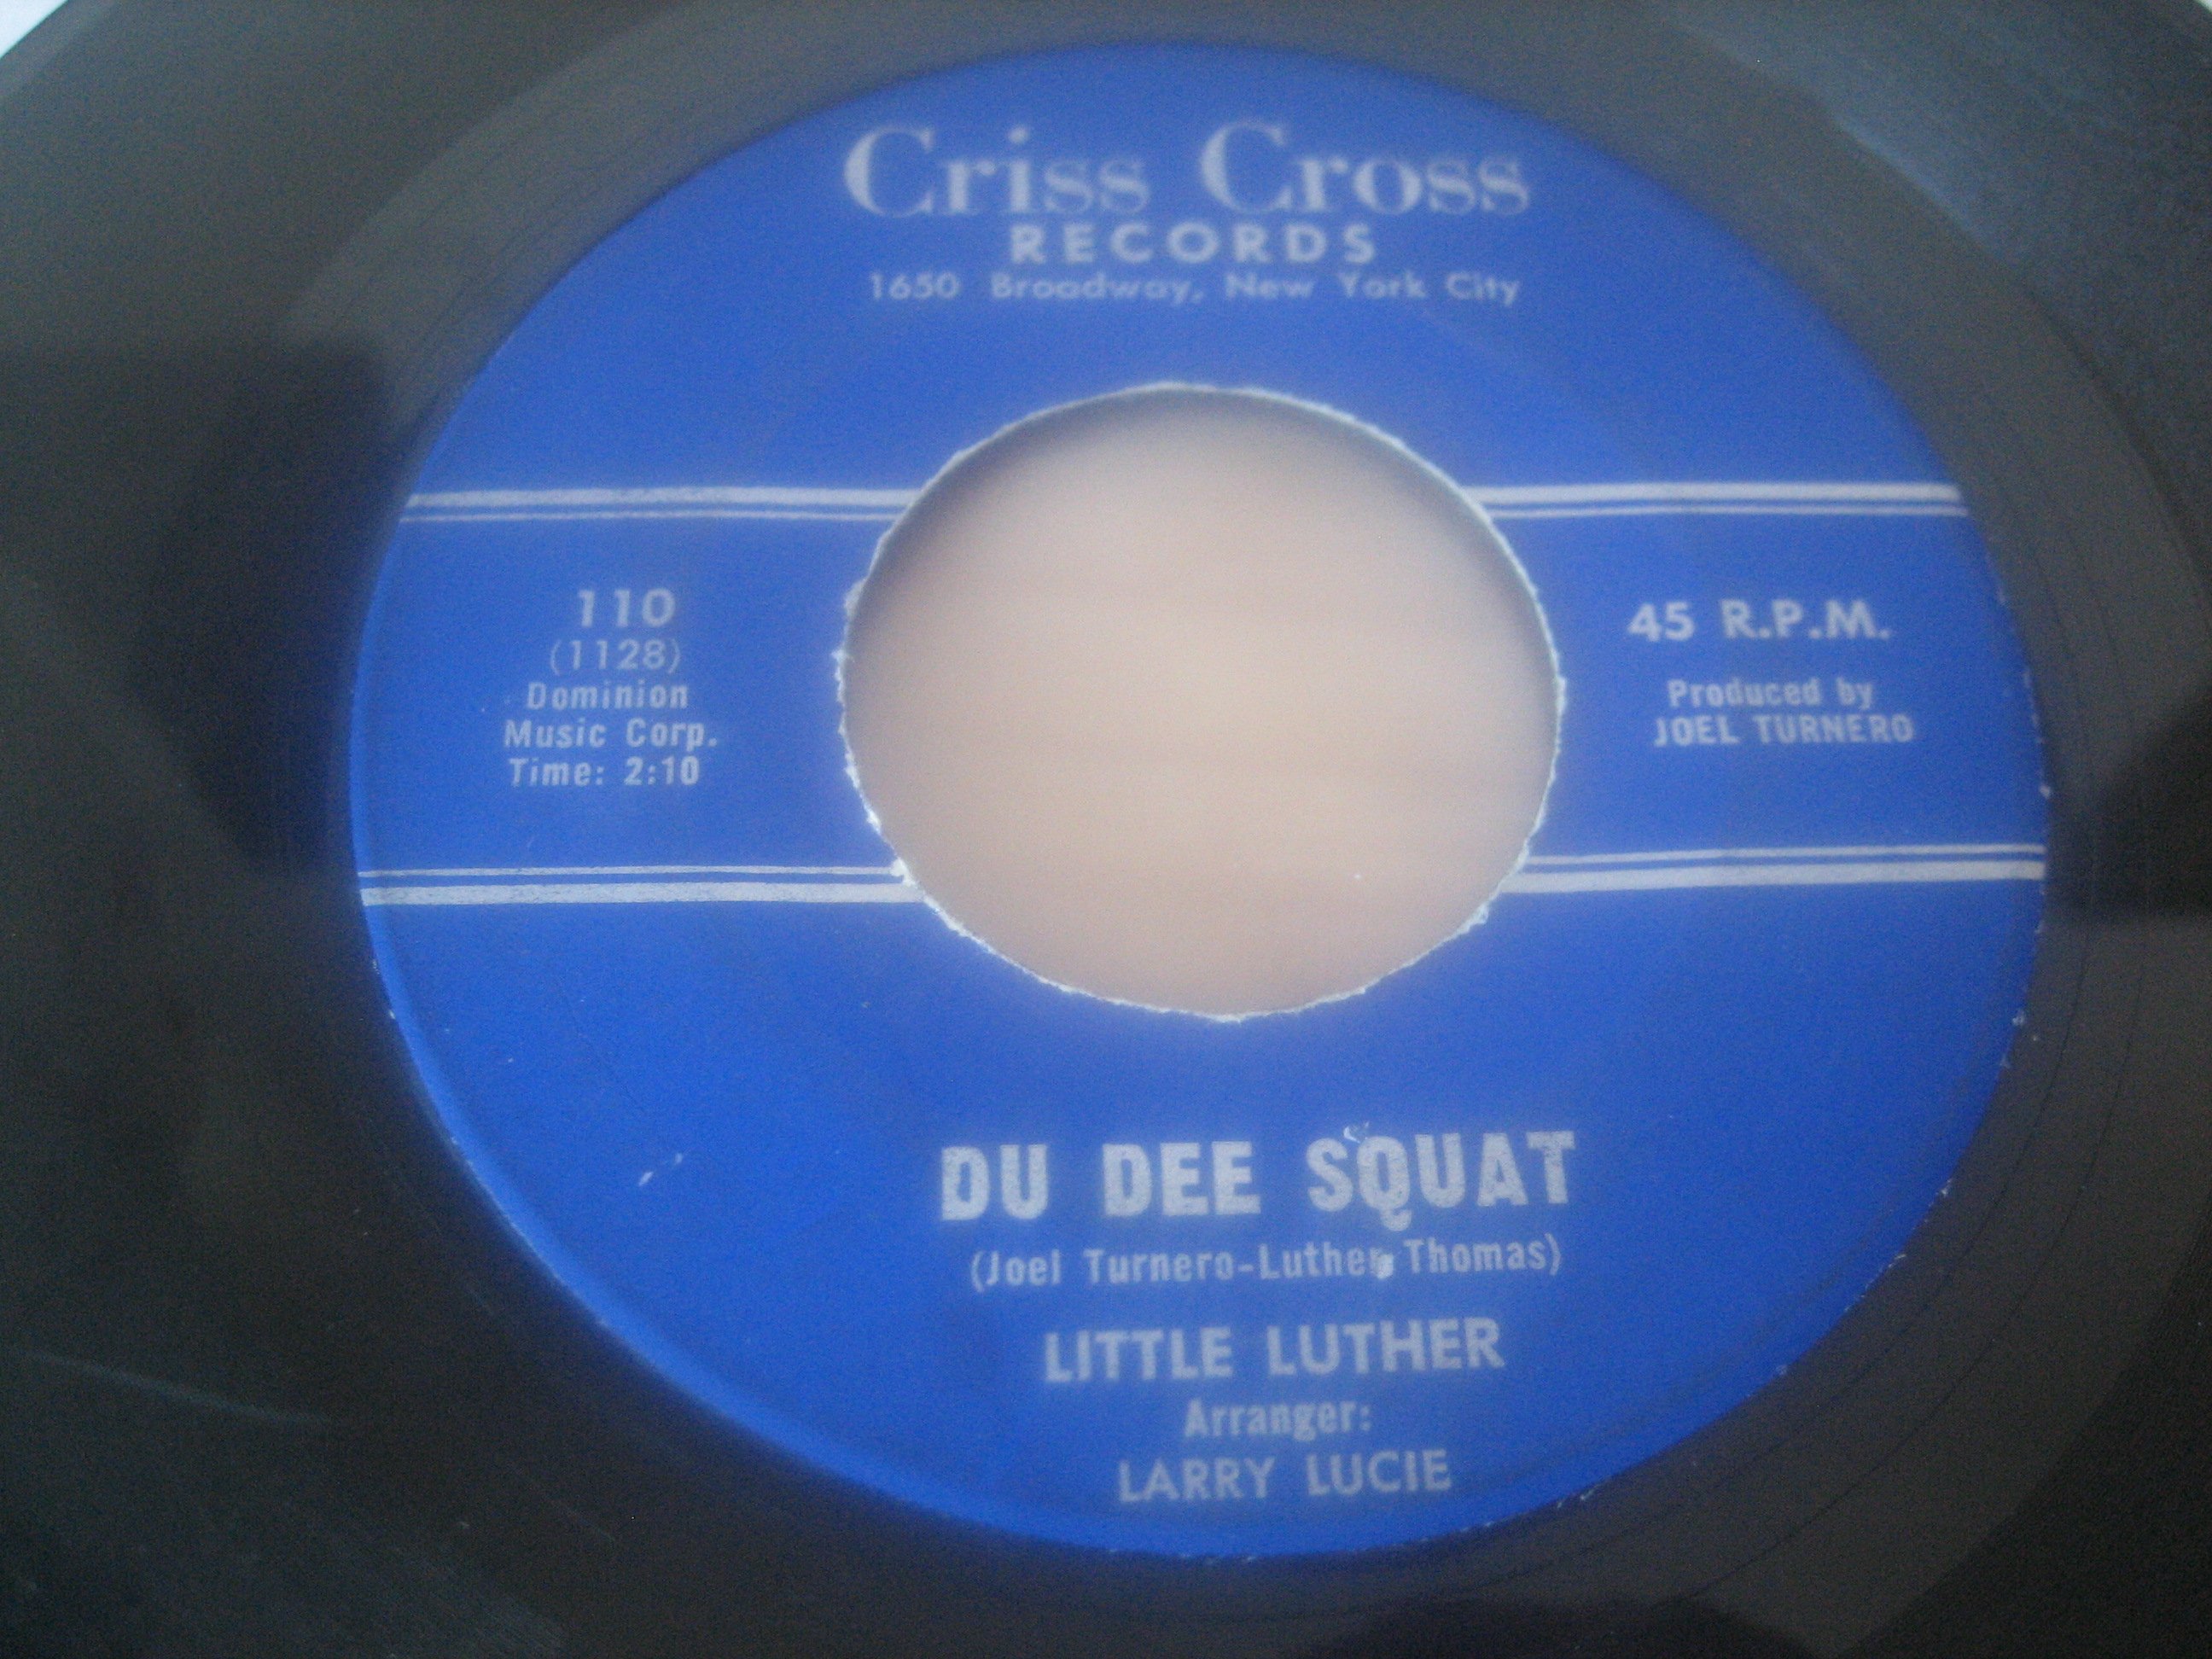 Criss Cross
RECORDS
1650 Broadway, New York City
110
(1128)
Dominion
Music Corp.
Time: 2:10
45 R.P.M.
Produced by
JOEL TURNERO
DU DEE SQUAT
(Joel Turnero-Luther Thomas)
LITTLE LUTHER
Arranger:
LARRY LUCIE